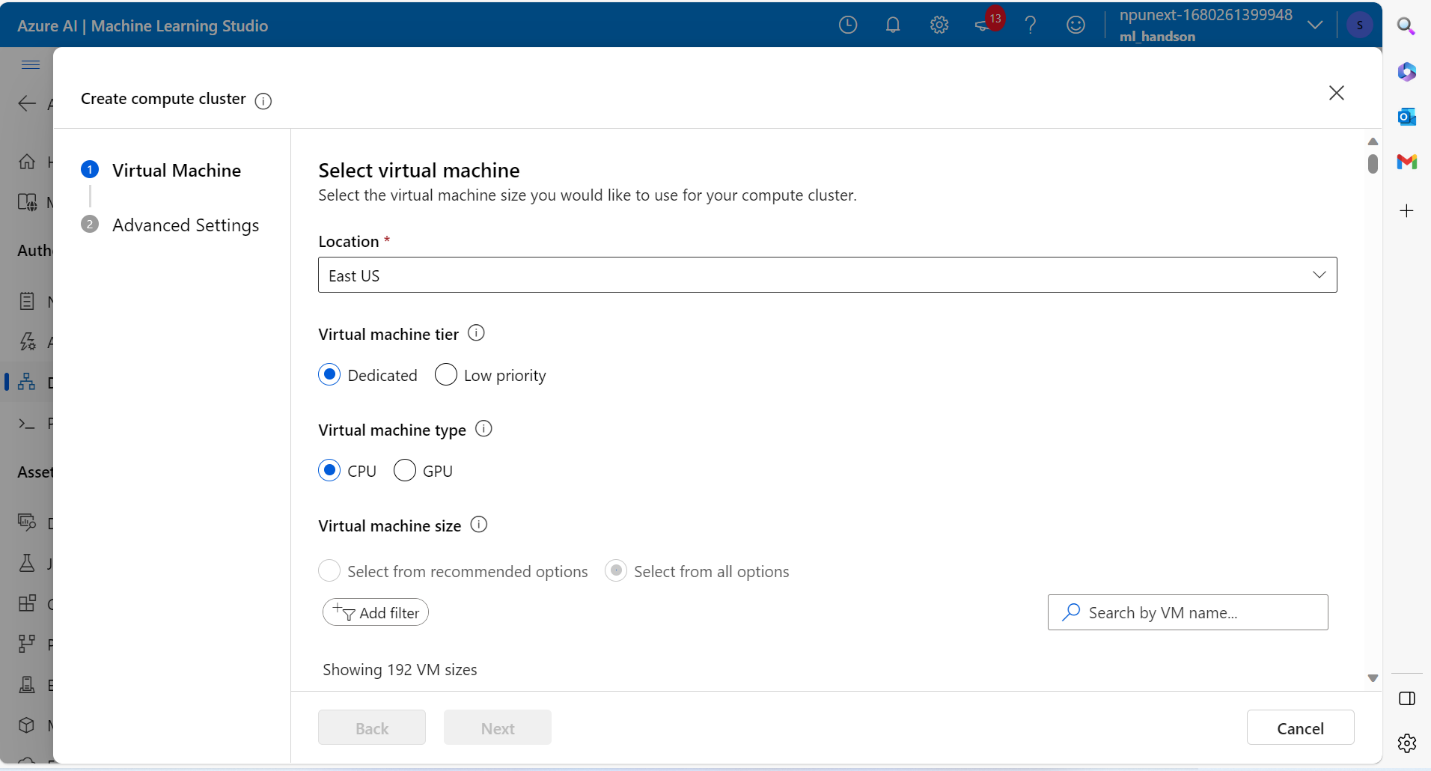 Azure AI | Machine Learning Studio
13
npunext-1680261399948
ml_handson
S
Create compute cluster
1 Virtual Machine
2 Advanced Settings
Select virtual machine
Select the virtual machine size you would like to use for your compute cluster.
Location *
East US
Virtual machine tier
Dedicated Low priority
Virtual machine type
CPU GPU
Virtual machine size
Select from recommended options Select from all options
Add filter
Search by VM name...
Showing 192 VM sizes
Back Next Cancel
Auth
Asset